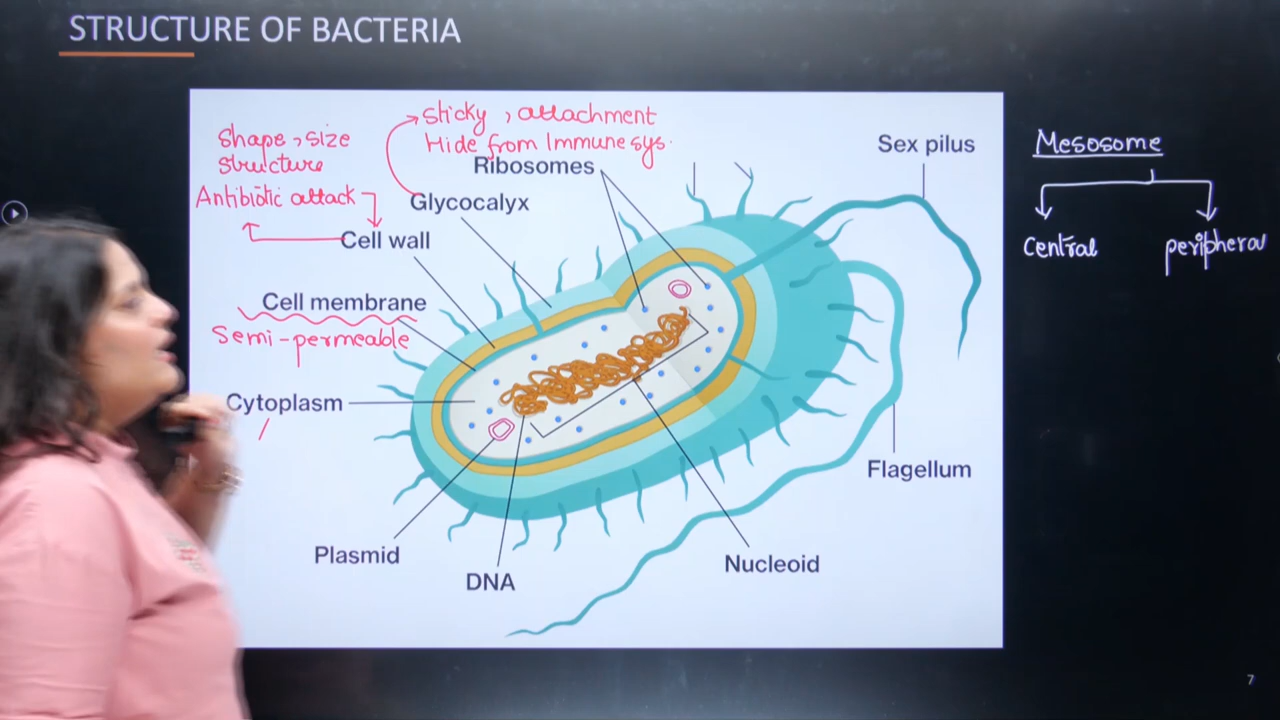 STRUCTURE OF BACTERIA
sticky, attachment
Hide from Immune sys.
Shape, size
structure
Antibiotic attack
Ribosomes
Glycocalyx
Cell wall
Cell membrane
Semi-permeable
Cytoplasm
Plasmid
DNA
Nucleoid
Flagellum
Sex pilus
Mesosome
Central
peripheral
7